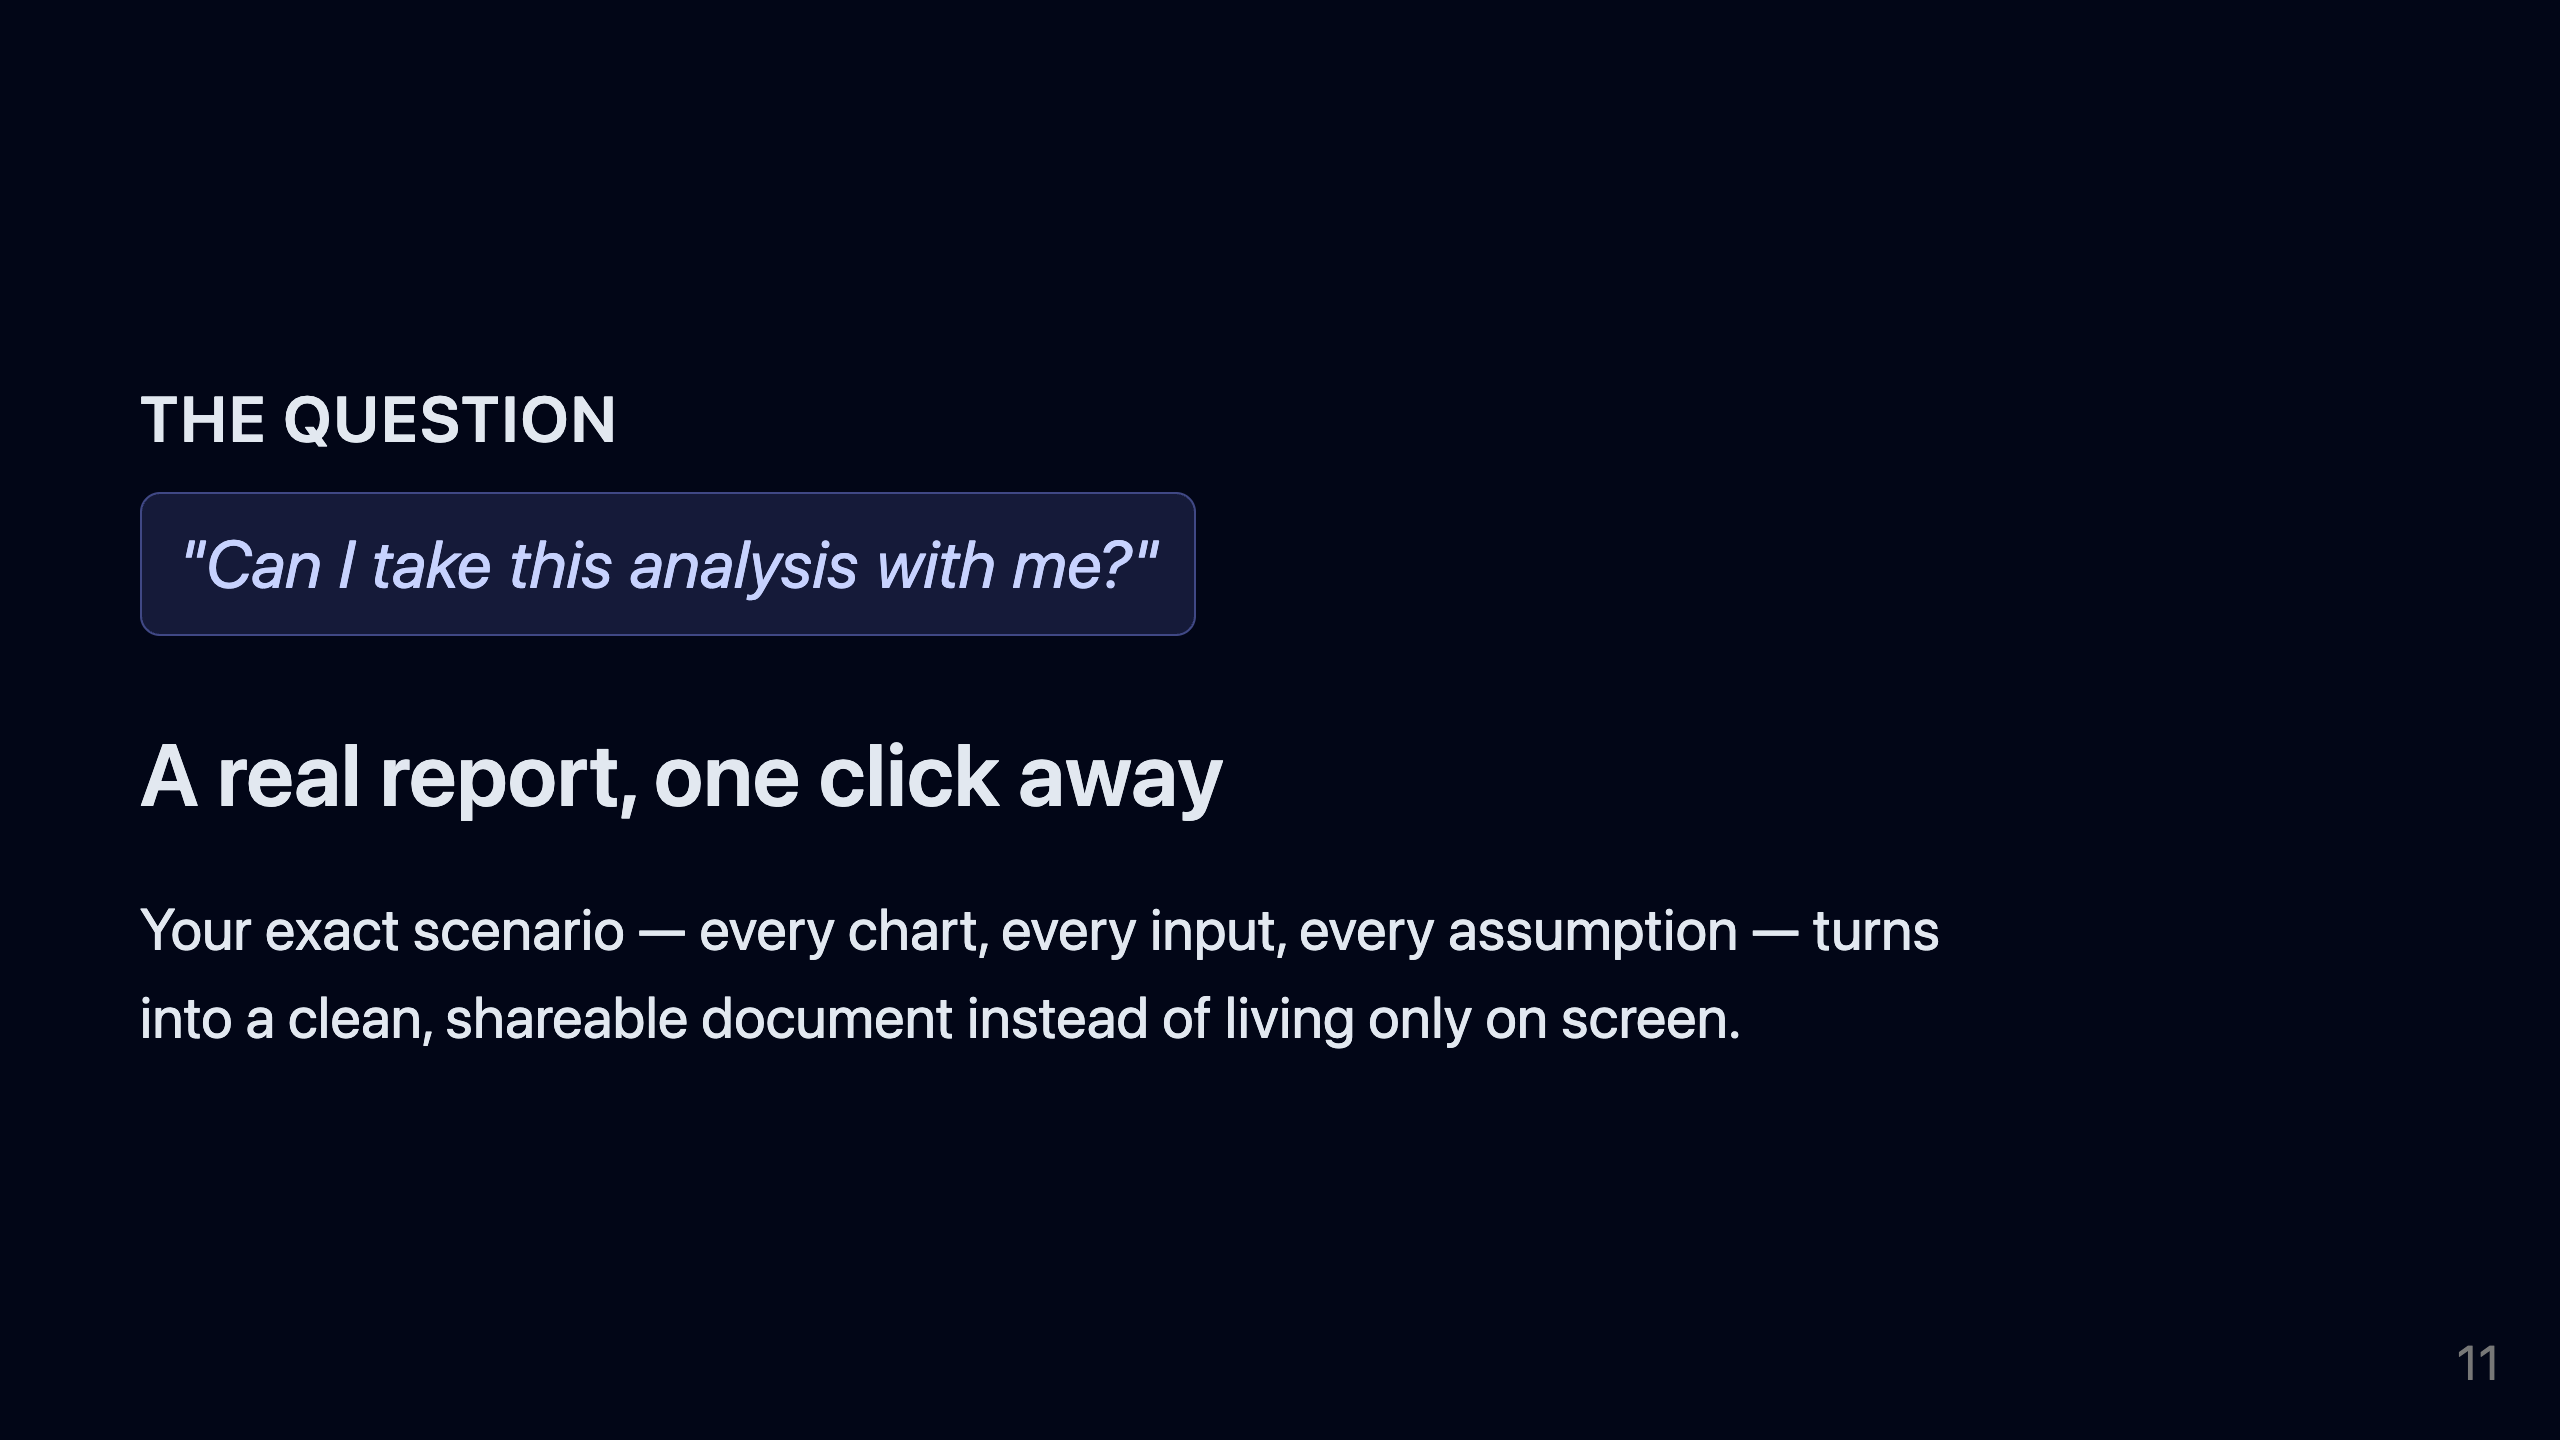 THE QUESTION
"Can I take this analysis with me?"
A real report, one click away
Your exact scenario — every chart, every input, every assumption — turns
into a clean, shareable document instead of living only on screen.
11